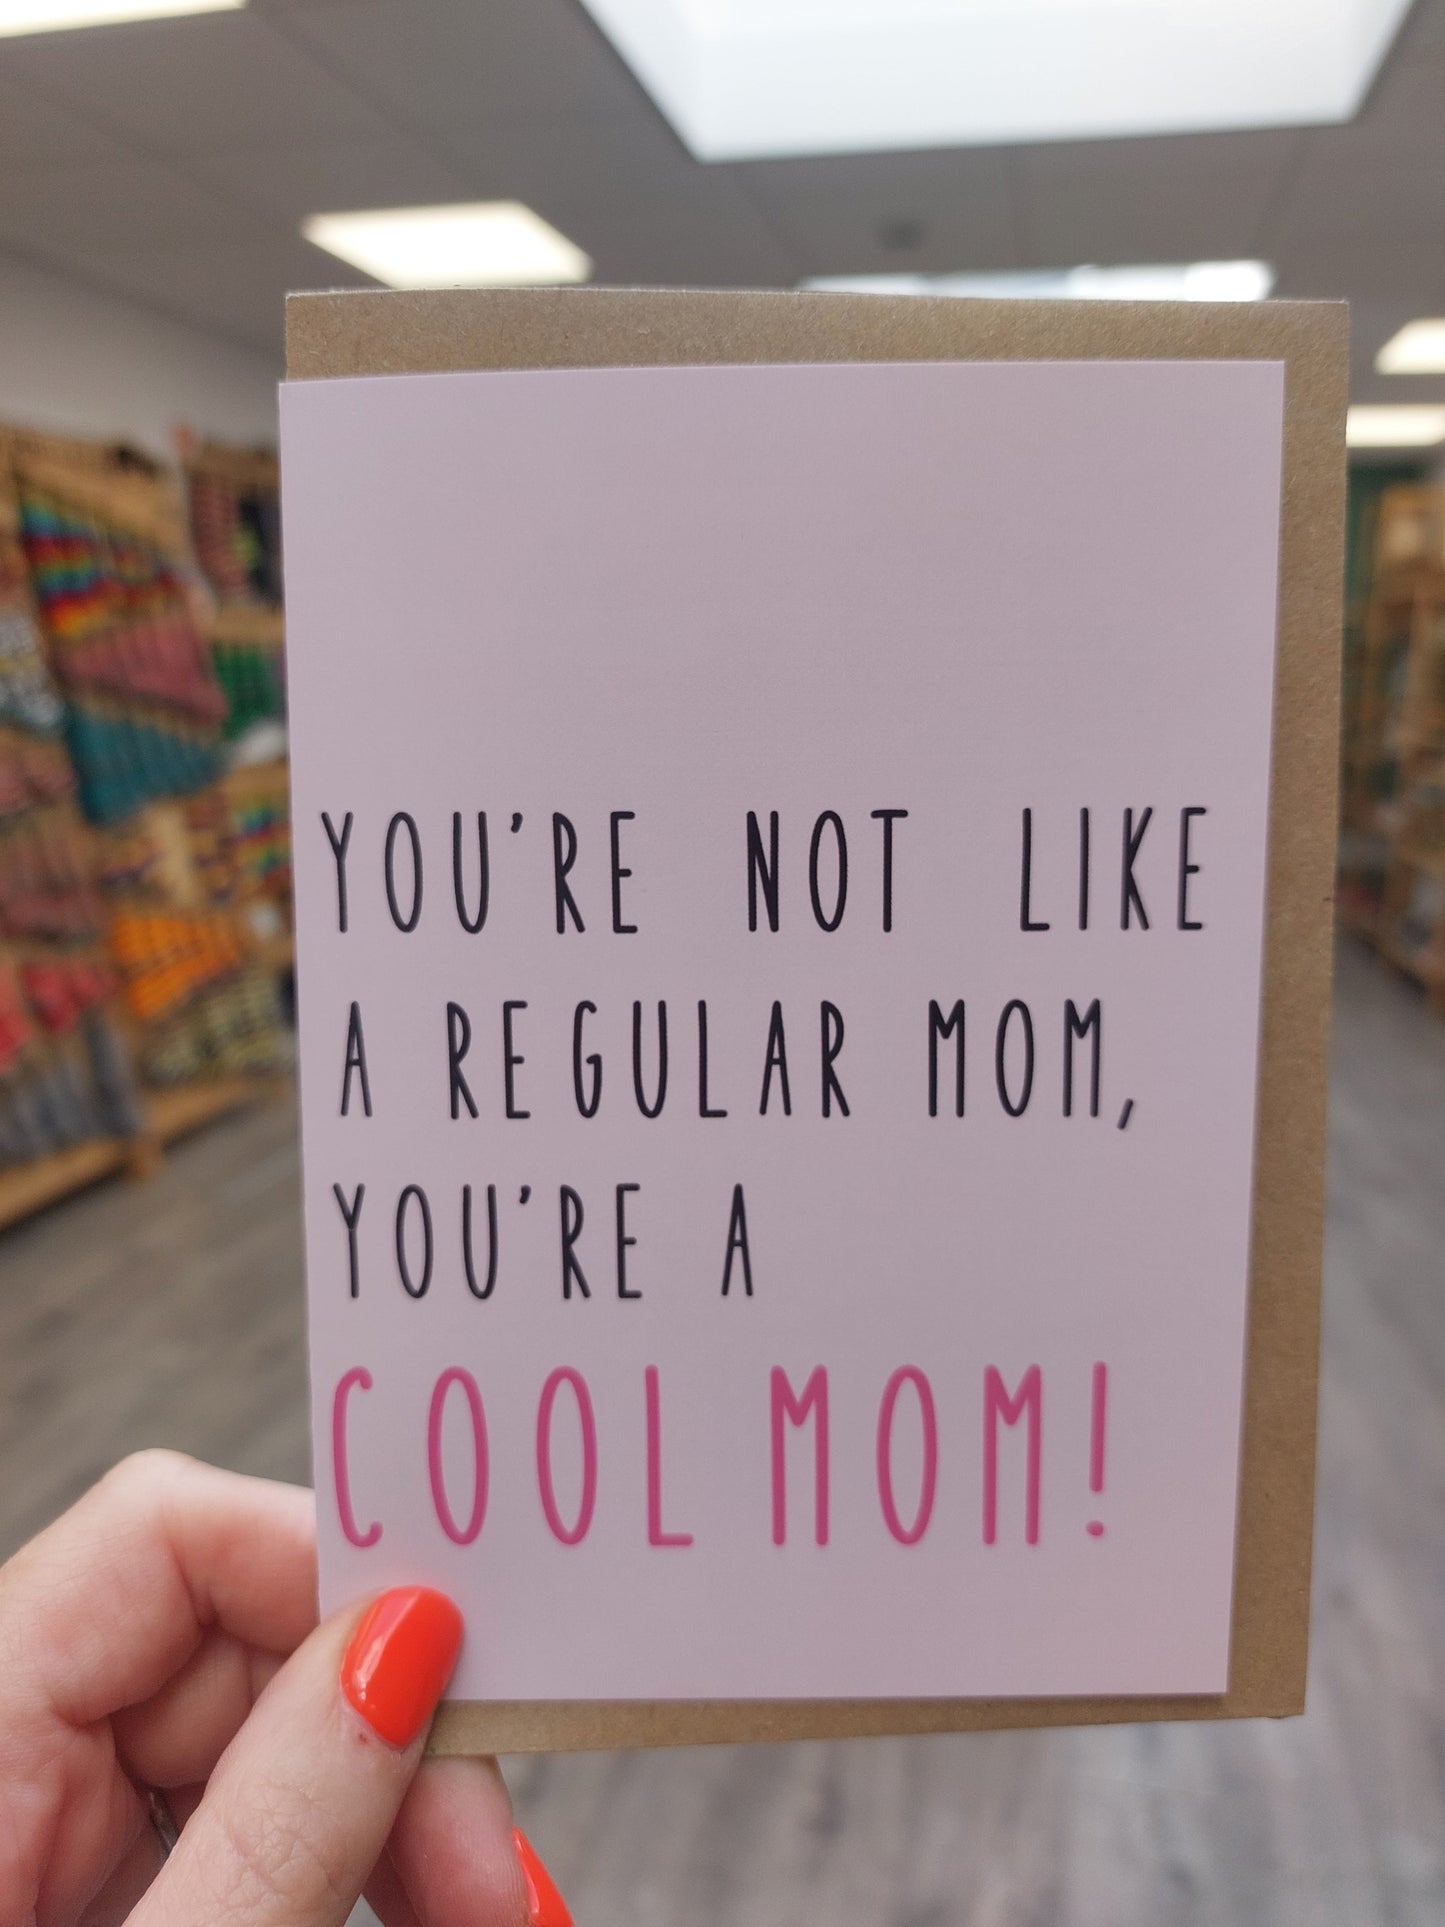 YOU'RE NOT LIKE
A REGULAR MOM,
YOU'RE A
COOL MOM!